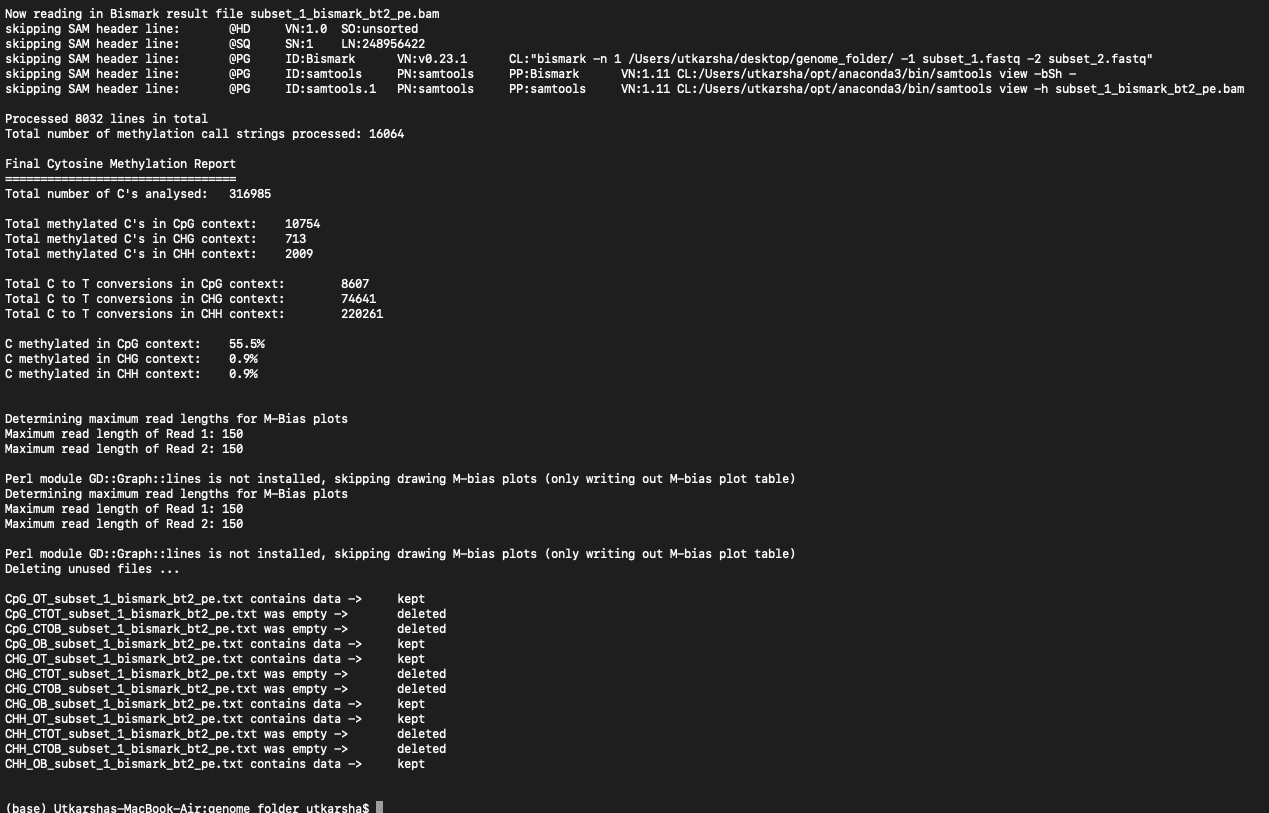 Now reading in Bismark result file subset_1_bismark_bt2_pe.bam
skipping SAM header line:	@HD	VN:1.0	SO:unsorted
skipping SAM header line:	@SQ	SN:1	LN:248956422
skipping SAM header line:	@PG	ID:Bismark	VN:v0.23.1	CL:"bismark -n 1 /Users/utkarsha/desktop/genome_folder/ -1 subset_1.fastq -2 subset_2.fastq"
skipping SAM header line:	@PG	ID:samtools	PN:samtools	PP:Bismark	VN:1.11 CL:/Users/utkarsha/opt/anaconda3/bin/samtools view -bSh -
skipping SAM header line:	@PG	ID:samtools.1	PN:samtools	PP:samtools	VN:1.11 CL:/Users/utkarsha/opt/anaconda3/bin/samtools view -h subset_1_bismark_bt2_pe.bam
Processed 8032 lines in total
Total number of methylation call strings processed: 16064
Final Cytosine Methylation Report
=================================
Total number of C's analysed:	316985
Total methylated C's in CpG context:	10754
Total methylated C's in CHG context:	713
Total methylated C's in CHH context:	2009
Total C to T conversions in CpG context:	8607
Total C to T conversions in CHG context:	74641
Total C to T conversions in CHH context:	220261
C methylated in CpG context:	55.5%
C methylated in CHG context:	0.9%
C methylated in CHH context:	0.9%
Determining maximum read lengths for M-Bias plots
Maximum read length of Read 1: 150
Maximum read length of Read 2: 150
Perl module GD::Graph::lines is not installed, skipping drawing M-bias plots (only writing out M-bias plot table)
Determining maximum read lengths for M-Bias plots
Maximum read length of Read 1: 150
Maximum read length of Read 2: 150
Perl module GD::Graph::lines is not installed, skipping drawing M-bias plots (only writing out M-bias plot table)
Deleting unused files ...
CpG_OT_subset_1_bismark_bt2_pe.txt contains data ->	kept
CpG_CTOT_subset_1_bismark_bt2_pe.txt was empty ->	deleted
CpG_CTOB_subset_1_bismark_bt2_pe.txt was empty ->	deleted
CpG_OB_subset_1_bismark_bt2_pe.txt contains data ->	kept
CHG_OT_subset_1_bismark_bt2_pe.txt contains data ->	kept
CHG_CTOT_subset_1_bismark_bt2_pe.txt was empty ->	deleted
CHG_CTOB_subset_1_bismark_bt2_pe.txt was empty ->	deleted
CHG_OB_subset_1_bismark_bt2_pe.txt contains data ->	kept
CHH_OT_subset_1_bismark_bt2_pe.txt contains data ->	kept
CHH_CTOT_subset_1_bismark_bt2_pe.txt was empty ->	deleted
CHH_CTOB_subset_1_bismark_bt2_pe.txt was empty ->	deleted
CHH_OB_subset_1_bismark_bt2_pe.txt contains data ->	kept
(base) Utkarshas-MacBook-Air:genome_folder utkarsha$